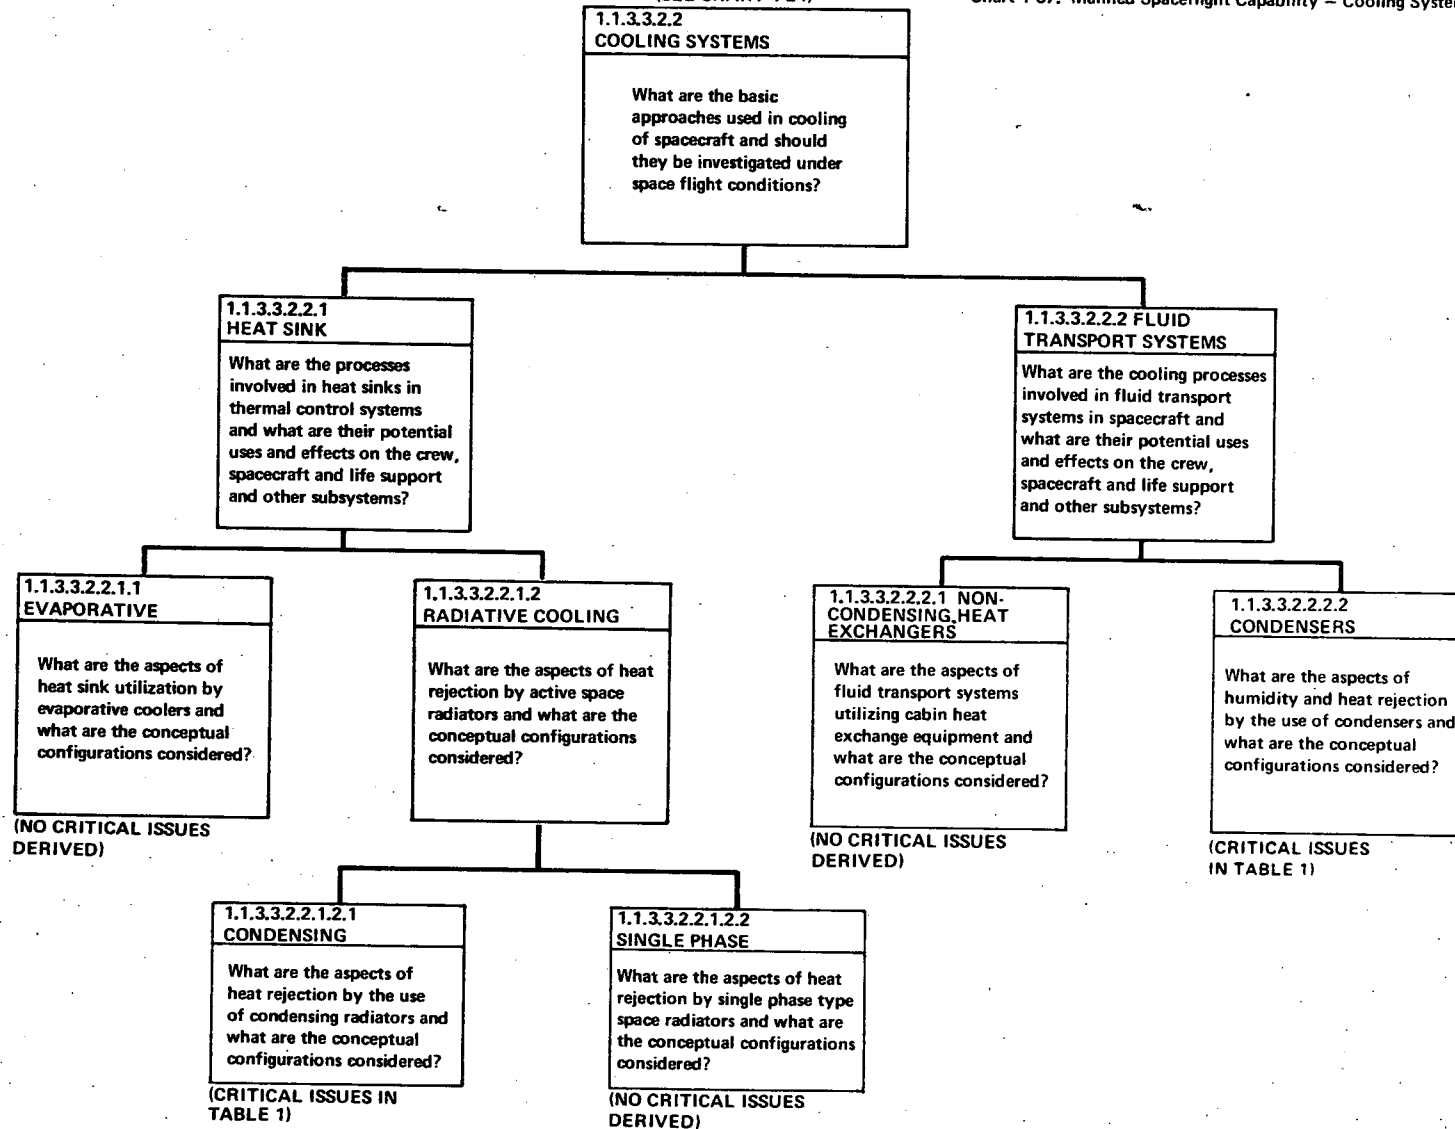 1.1.3.3.2.2
COOLING SYSTEMS
What are the basic
approaches used in cooling
of spacecraft and should
they be investigated under
space flight conditions?
1.1.3.3.2.2.1
HEAT SINK
What are the processes
involved in heat sinks in
thermal control systems
and what are their potential
uses and effects on the crew,
spacecraft and life support
and other subsystems?
1.1.3.3.2.2.2 FLUID
TRANSPORT SYSTEMS
What are the cooling processes
involved in fluid transport
systems in spacecraft and
what are their potential uses
and effects on the crew,
spacecraft and life support
and other subsystems?
1.1.3.3.2.2.1.1
EVAPORATIVE
What are the aspects of
heat sink utilization by
evaporative coolers and
what are the conceptual
configurations considered?
(NO CRITICAL ISSUES
DERIVED)
1.1.3.3.2.2.1.2
RADIATIVE COOLING
What are the aspects of heat
rejection by active space
radiators and what are the
conceptual configurations
considered?
1.1.3.3.2.2.2.1 NON-
CONDENSING HEAT
EXCHANGERS
What are the aspects of
fluid transport systems
utilizing cabin heat
exchange equipment and
what are the conceptual
configurations considered?
(NO CRITICAL ISSUES
DERIVED)
1.1.3.3.2.2.2.2
CONDENSERS
What are the aspects of
humidity and heat rejection
by the use of condensers and
what are the conceptual
configurations considered?
(CRITICAL ISSUES
IN TABLE 1)
1.1.3.3.2.2.1.2.1
CONDENSING
What are the aspects of
heat rejection by the use
of condensing radiators and
what are the conceptual
configurations considered?
(CRITICAL ISSUES IN
TABLE 1)
1.1.3.3.2.2.1.2.2
SINGLE PHASE
What are the aspects of heat
rejection by single phase type
space radiators and what are
the conceptual configurations
considered?
(NO CRITICAL ISSUES
DERIVED)